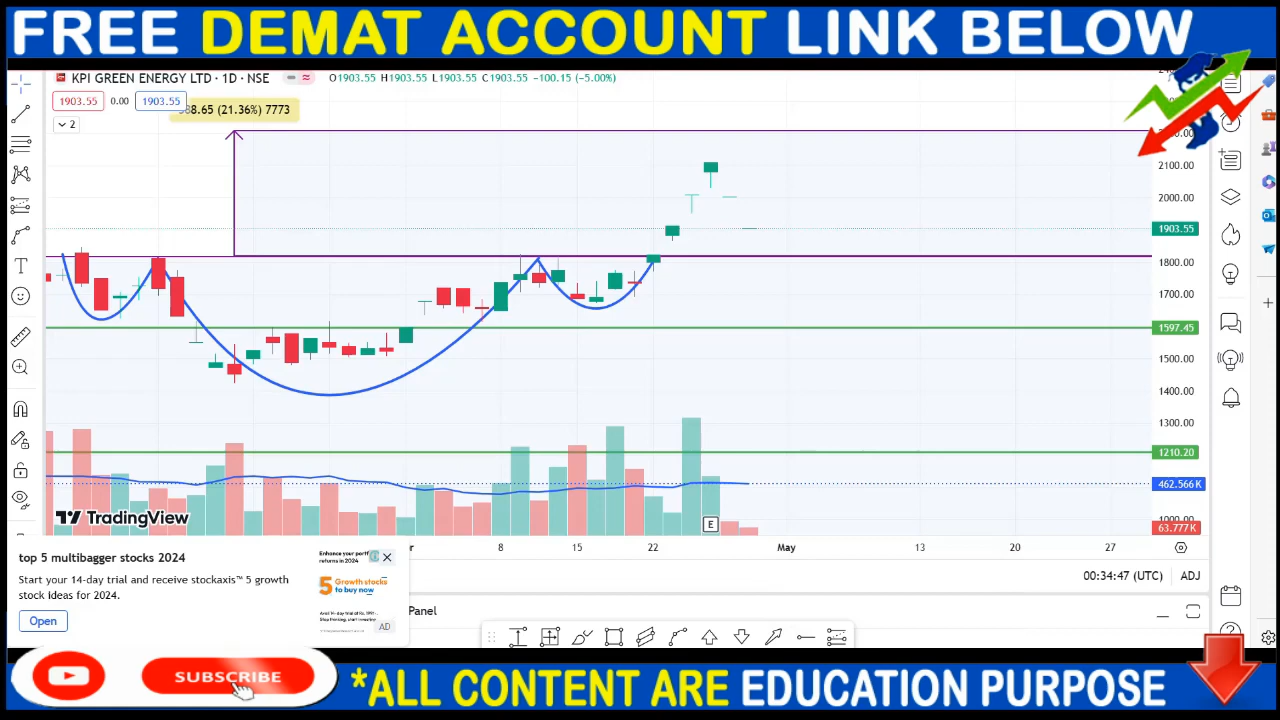 FREE DEMAT ACCOUNT LINK BELOW
KPI GREEN ENERGY LTD · 1D · NSE
O1903.55 H1903.55 L1903.55 C1903.55 -100.15 (-5.00%)
1903.55 0.00 1903.55
8.65 (21.36%) 7773
2
2100.00
2000.00
1903.55
1800.00
1700.00
1597.45
1500.00
1400.00
1300.00
1210.20
462.566K
1000.00
63.777K
E
TradingView
8 15 22 May 13 20 27
00:34:47 (UTC) ADJ
top 5 multibagger stocks 2024
Start your 14-day trial and receive stockaxis™ 5 growth
stock ideas for 2024.
Open
Enhance your portf
returns in 2024
5 Growth stocks
to buy now
AD
Panel
SUBSCRIBE
*ALL CONTENT ARE EDUCATION PURPOSE